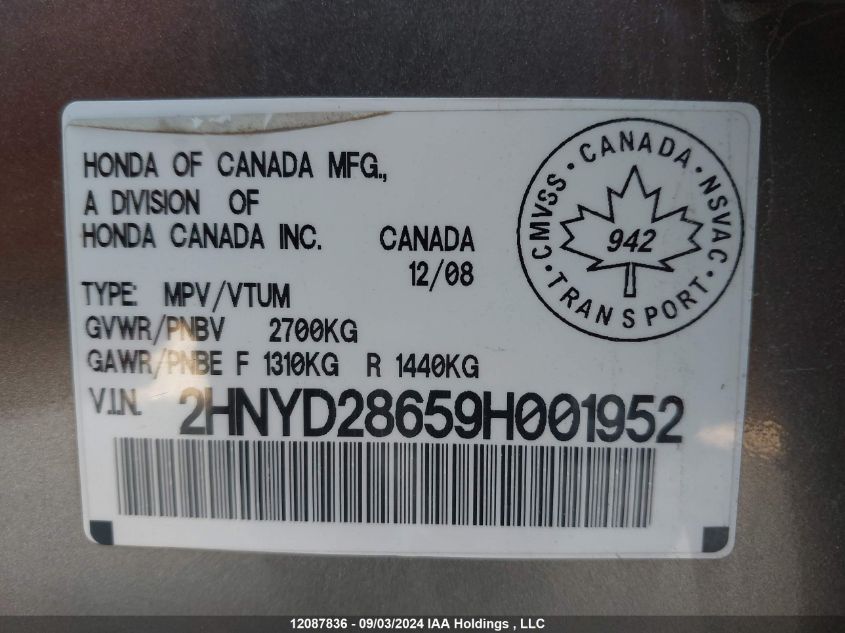 HONDA OF CANADA MFG.,
A DIVISION OF
HONDA CANADA INC. CANADA
12/08
TYPE: MPV/VTUM
GVWR/PNBV 2700KG
GAWR/PNBE F 1310KG R 1440KG
V.I.N. 2HNYD28659H001952
· CANADA · NSVAC · TRANSPORT · CMVSS
942
12087836 - 09/03/2024 IAA Holdings , LLC